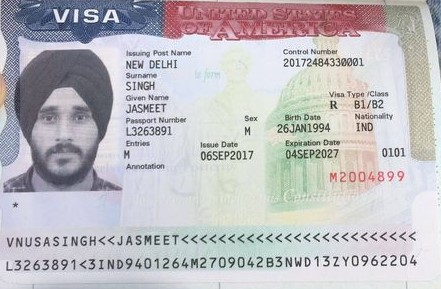 VISA UNITED STATES OF AMERICA
Issuing Post Name Control Number
NEW DELHI 20172484330001
Surname
SINGH
Given Name Visa Type /Class
JASMEET R B1/B2
Passport Number Sex Birth Date Nationality
L3263891 M 26JAN1994 IND
Entries Issue Date Expiration Date
M 06SEP2017 04SEP2027 0101
Annotation
M2004899
*
VNUSASINGH<<JASMEET<<<<<<<<<<<<<<<<<<<<<<<<<
L3263891<3IND9401264M2709042B3NWD13ZY0962204